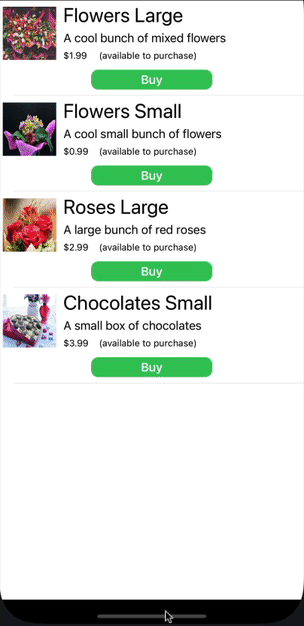 Flowers Large
A cool bunch of mixed flowers
$1.99 (available to purchase)
Buy
Flowers Small
A cool small bunch of flowers
$0.99 (available to purchase)
Buy
Roses Large
A large bunch of red roses
$2.99 (available to purchase)
Buy
Chocolates Small
A small box of chocolates
$3.99 (available to purchase)
Buy